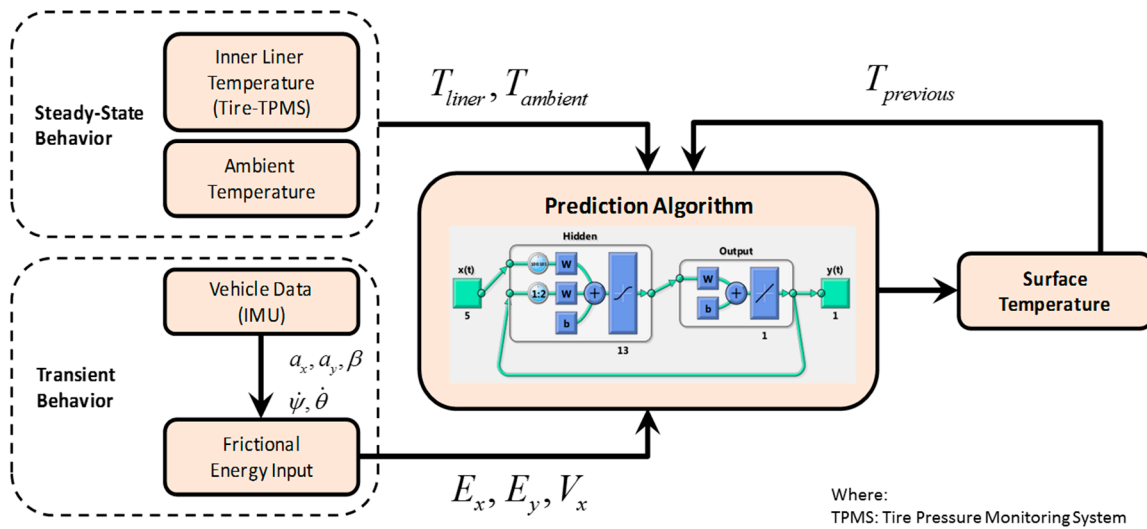 Steady-State
Behavior
Inner Liner
Temperature
(Tire-TPMS)
Ambient
Temperature
T_liner, T_ambient
T_previous
Prediction Algorithm
Hidden
Output
x(t)
5
W
1:2
W
b
+
13
W
b
+
1
y(t)
1
Surface
Temperature
Transient
Behavior
Vehicle Data
(IMU)
a_x, a_y, β
ψ̇, θ̇
Frictional
Energy Input
E_x, E_y, V_x
Where:
TPMS: Tire Pressure Monitoring System